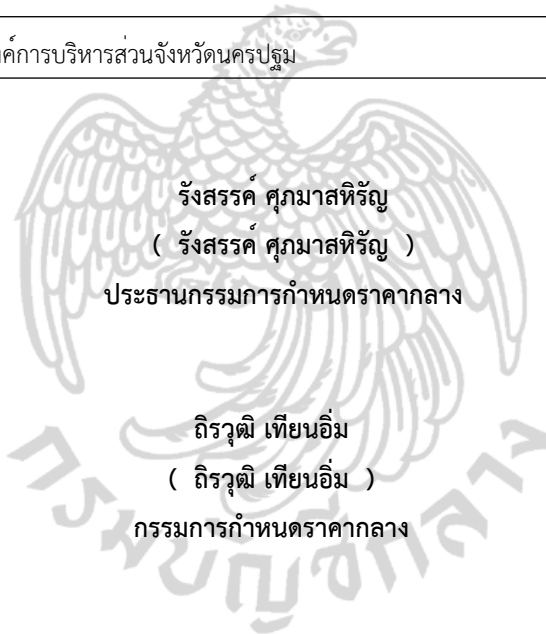 ค์การบริหารส่วนจังหวัดนครปฐม
รังสรรค์ ศุภมาสหิรัญ
( รังสรรค์ ศุภมาสหิรัญ )
ประธานกรรมการกำหนดราคากลาง
ถิรวุฒิ เทียนอิ่ม
( ถิรวุฒิ เทียนอิ่ม )
กรรมการกำหนดราคากลาง
กรมบัญชีกลาง